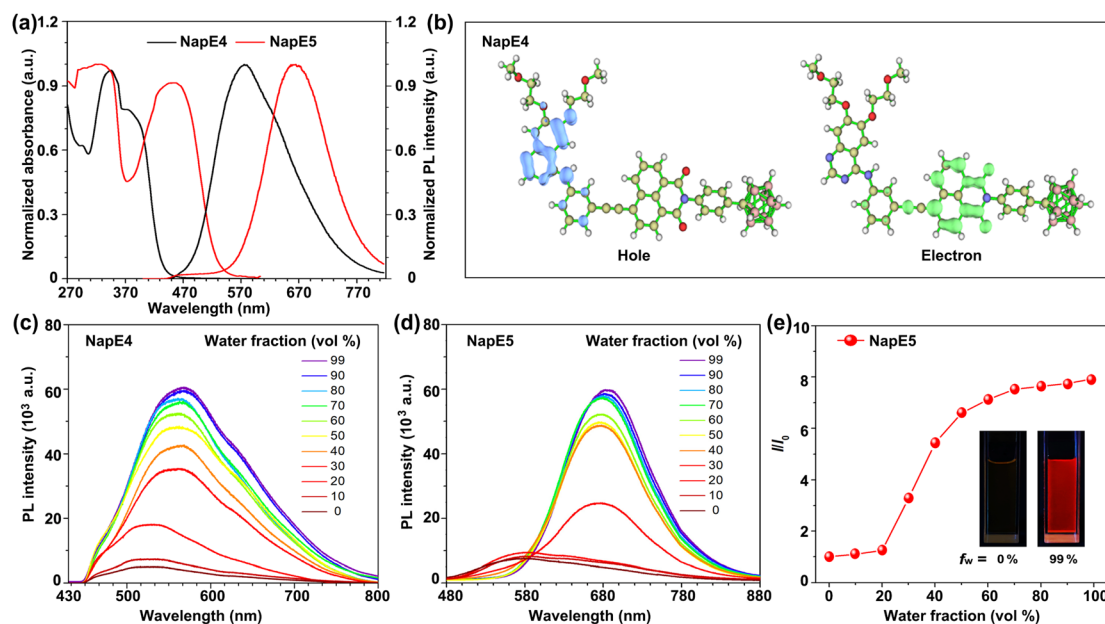 (a)
NapE4 NapE5
Normalized absorbance (a.u.)
1.2
0.9
0.6
0.3
0
Normalized PL intensity (a.u.)
1.2
1.0
0.8
0.6
0.4
0.2
0
270 370 470 570 670 770
Wavelength (nm)
(b)
NapE4
Hole
Electron
(c)
NapE4
Water fraction (vol %)
99
90
80
70
60
50
40
30
20
10
0
PL intensity (10³ a.u.)
80
60
40
20
0
430 500 600 700 800
Wavelength (nm)
(d)
NapE5
Water fraction (vol %)
99
90
80
70
60
50
40
30
20
10
0
PL intensity (10³ a.u.)
80
60
40
20
0
480 580 680 780 880
Wavelength (nm)
(e)
NapE5
I/I₀
10
8
6
4
2
0
fw = 0 % 99 %
0 20 40 60 80 100
Water fraction (vol %)